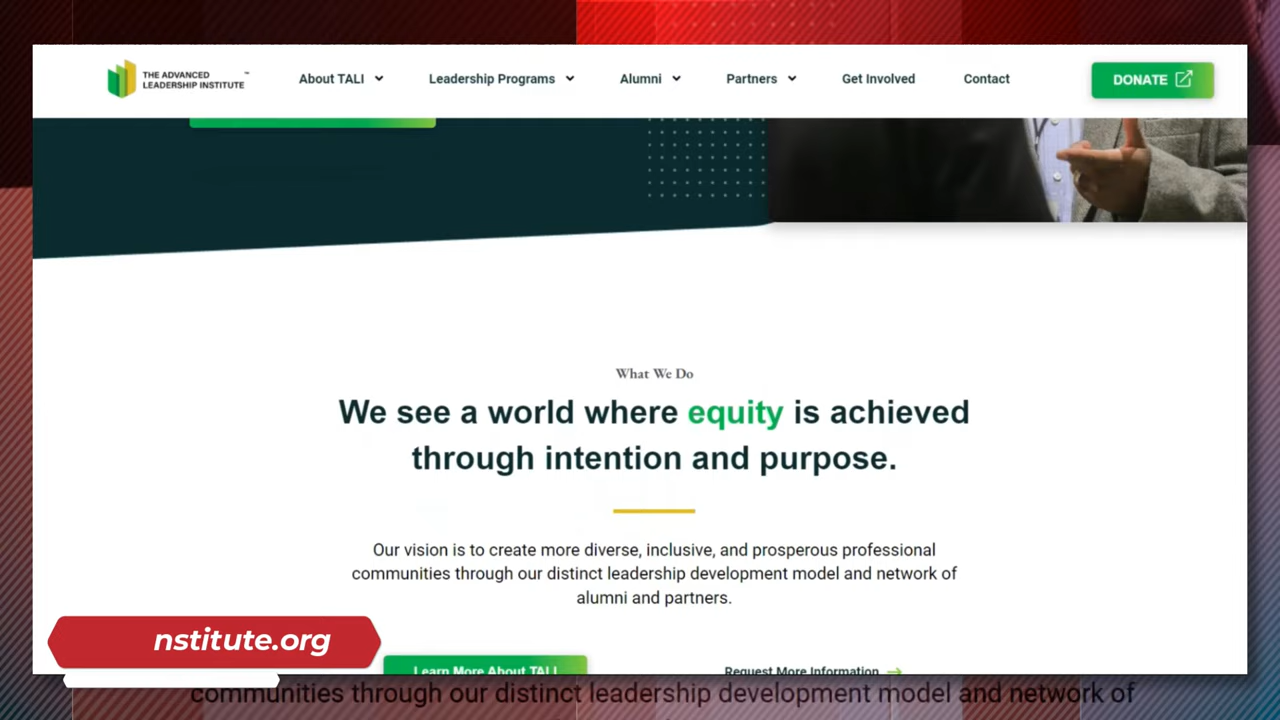 THE ADVANCED
LEADERSHIP INSTITUTE ™
About TALI
Leadership Programs
Alumni
Partners
Get Involved
Contact
DONATE
What We Do
We see a world where equity is achieved
through intention and purpose.
Our vision is to create more diverse, inclusive, and prosperous professional
communities through our distinct leadership development model and network of
alumni and partners.
nstitute.org
Learn More About TALI
Request More Information
communities through our distinct leadership development model and network of